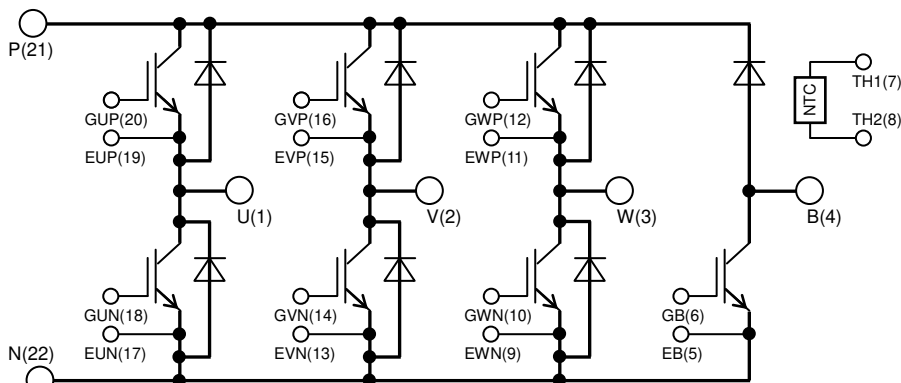 P(21)
GUP(20)
EUP(19)
GVP(16)
EVP(15)
GWP(12)
EWP(11)
NTC
TH1(7)
TH2(8)
U(1)
V(2)
W(3)
B(4)
GUN(18)
EUN(17)
GVN(14)
EVN(13)
GWN(10)
EWN(9)
GB(6)
EB(5)
N(22)